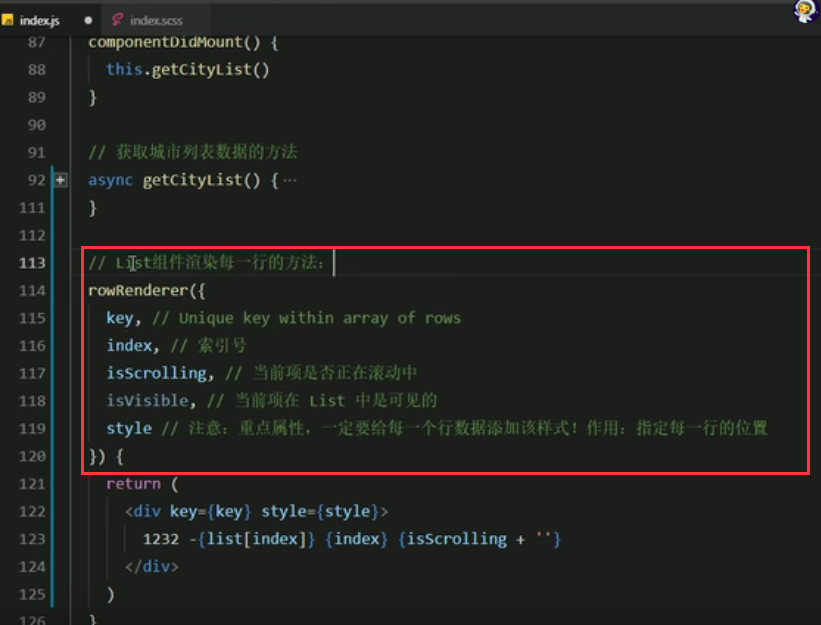 index.js
index.scss
87 componentDidMount() {
88 this.getCityList()
89 }
90
91 // 获取城市列表数据的方法
92 async getCityList() {…
111 }
112
113 // List组件渲染每一行的方法：
114 rowRenderer({
115 key, // Unique key within array of rows
116 index, // 索引号
117 isScrolling, // 当前项是否正在滚动中
118 isVisible, // 当前项在 List 中是可见的
119 style // 注意：重点属性，一定要给每一个行数据添加该样式！作用：指定每一行的位置
120 }) {
121 return (
122 <div key={key} style={style}>
123 1232 -{list[index]} {index} {isScrolling + ''}
124 </div>
125 )
126 }